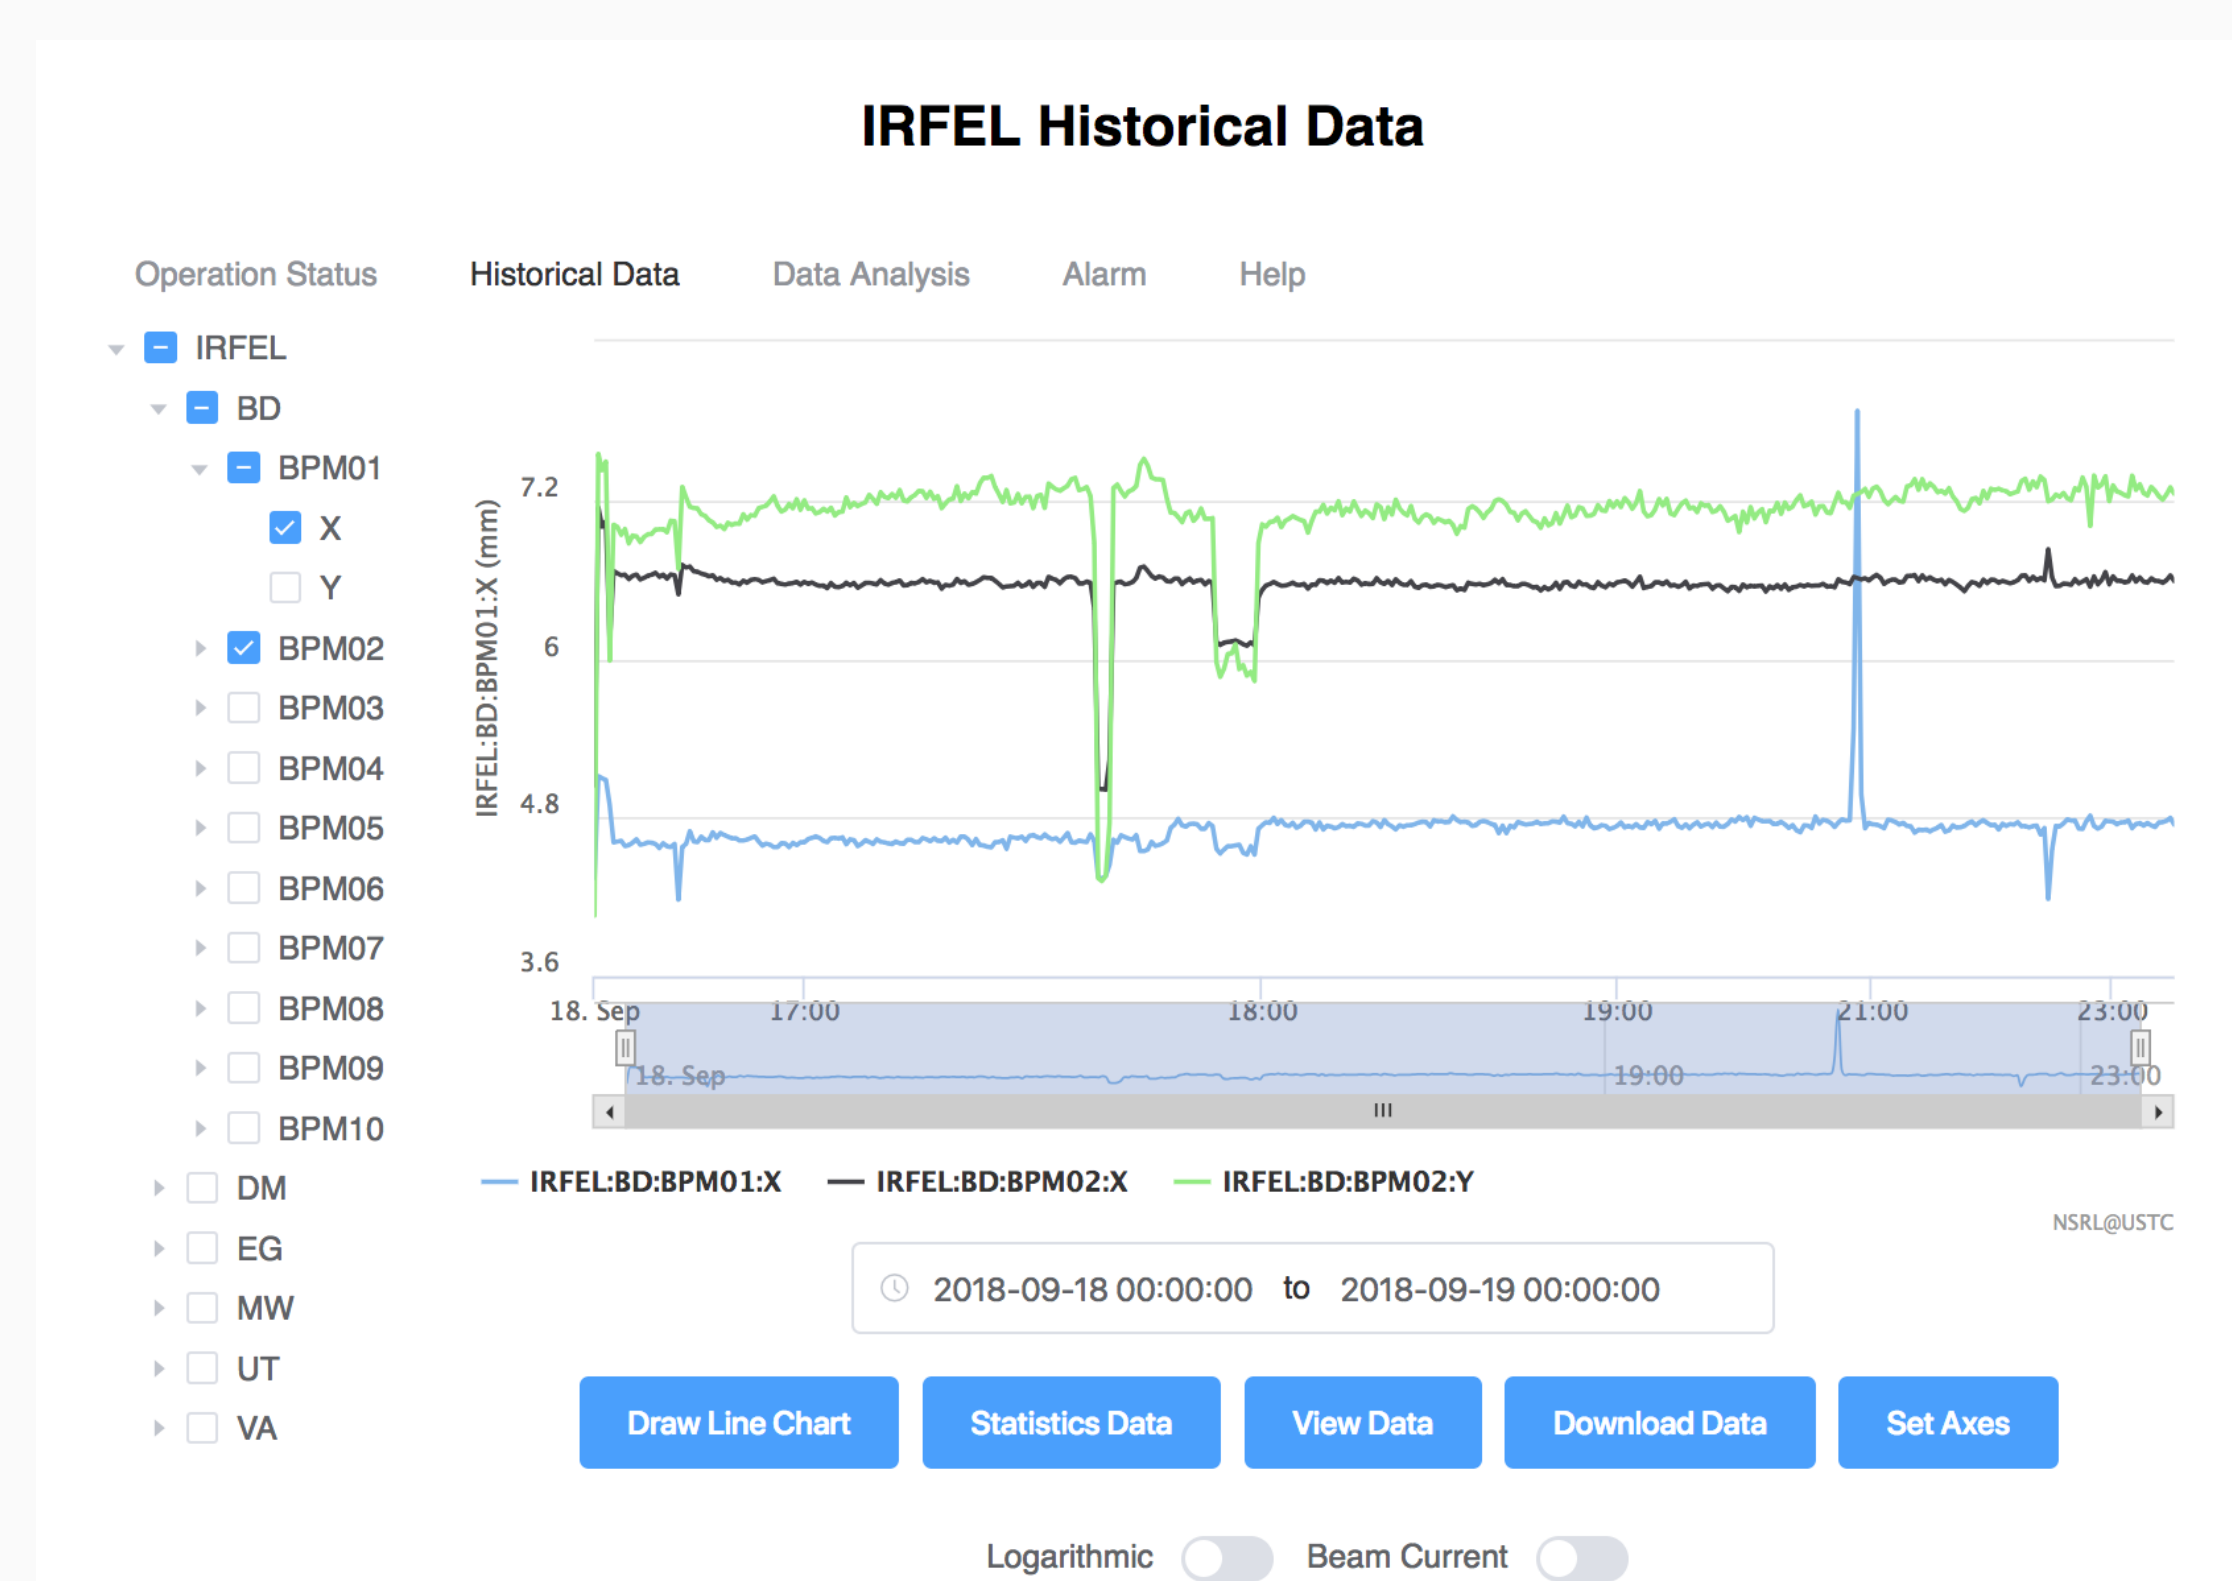 IRFEL Historical Data
Operation Status Historical Data Data Analysis Alarm Help
IRFEL
BD
BPM01
X
Y
BPM02
BPM03
BPM04
BPM05
BPM06
BPM07
BPM08
BPM09
BPM10
DM
EG
MW
UT
VA
IRFEL:BD:BPM01:X (mm)
7.2
6
4.8
3.6
18. Sep 17:00 18:00 19:00 21:00 23:00
18. Sep 19:00 23:00
IRFEL:BD:BPM01:X IRFEL:BD:BPM02:X IRFEL:BD:BPM02:Y
NSRL@USTC
2018-09-18 00:00:00 to 2018-09-19 00:00:00
Draw Line Chart Statistics Data View Data Download Data Set Axes
Logarithmic Beam Current